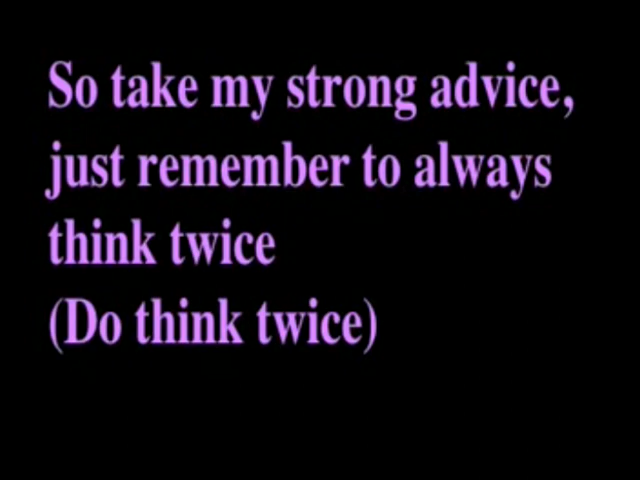 So take my strong advice,
just remember to always
think twice
(Do think twice)